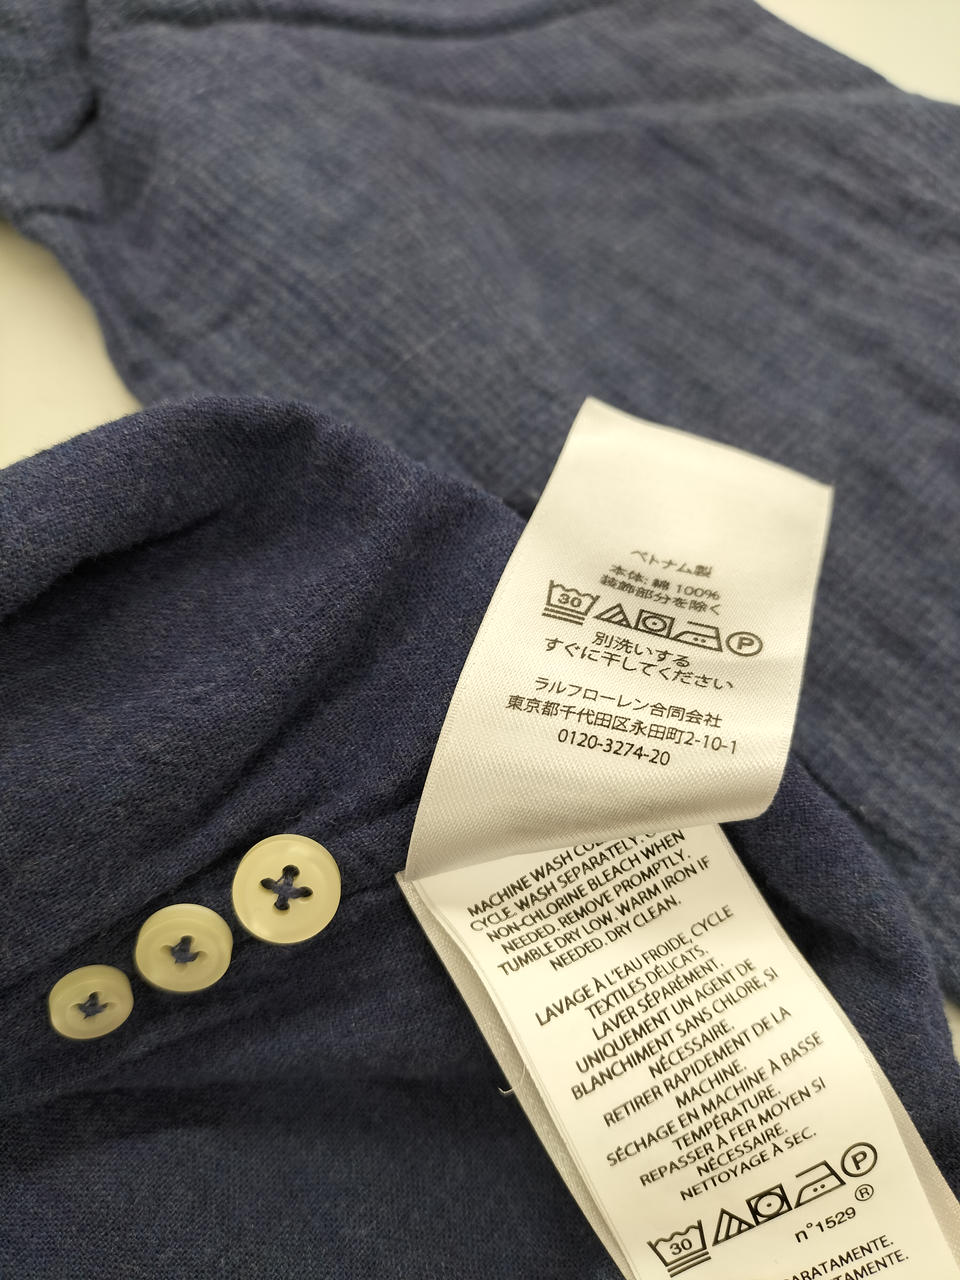 ベトナム製
本体: 綿 100%
装飾部分を除く
30 P
別洗いする
すぐに干してください
ラルフローレン合同会社
東京都千代田区永田町2-10-1
0120-3274-20
MACHINE WASH
CYCLE. WASH SEPARATELY.
NON-CHLORINE BLEACH WHEN
NEEDED. REMOVE PROMPTLY.
TUMBLE DRY LOW. WARM IRON IF
NEEDED. DRY CLEAN.
LAVAGE À L'EAU FROIDE, CYCLE
TEXTILES DÉLICATS.
LAVER SÉPARÉMENT.
UNIQUEMENT UN AGENT DE
BLANCHIMENT SANS CHLORE, SI
NÉCESSAIRE.
RETIRER RAPIDEMENT DE LA
MACHINE.
SÉCHAGE EN MACHINE À BASSE
TEMPÉRATURE.
REPASSER À FER MOYEN SI
NÉCESSAIRE.
NETTOYAGE À SEC.
30 P
n°1529 ®